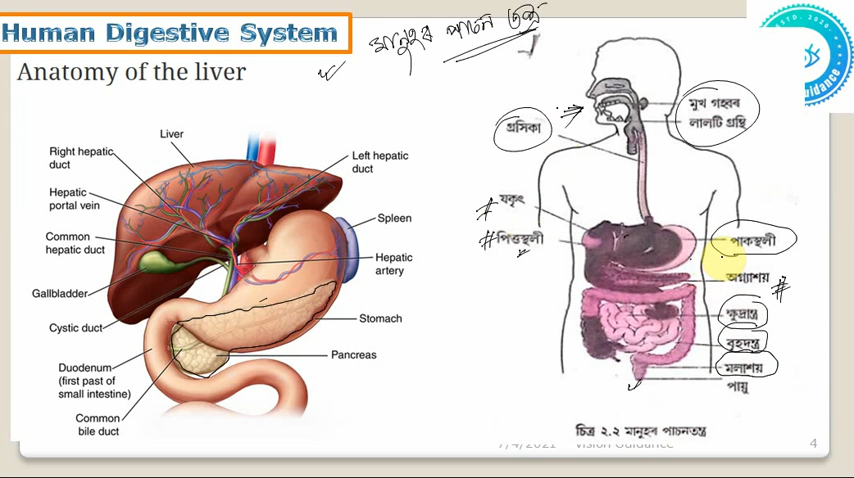 Human Digestive System
মানুহৰ পাচন তন্ত্ৰ
Anatomy of the liver
Liver
Right hepatic
duct
Left hepatic
duct
Hepatic
portal vein
Spleen
Common
hepatic duct
Hepatic
artery
Gallbladder
Cystic duct
Stomach
Pancreas
Duodenum
(first past of
small intestine)
Common
bile duct
মুখ গহ্বৰ
লালটি গ্ৰন্থি
গ্ৰসিকা
যকৃৎ
পিত্তস্থলী
পাকস্থলী
অগ্ন্যাশয়
ক্ষুদ্ৰান্ত্ৰ
বৃহদন্ত্ৰ
মলাশয়
পায়ু
চিত্ৰ ২.২ মানুহৰ পাচনতন্ত্ৰ
7/4/2021
Vision Guidance
4
STD. 2020
uidance